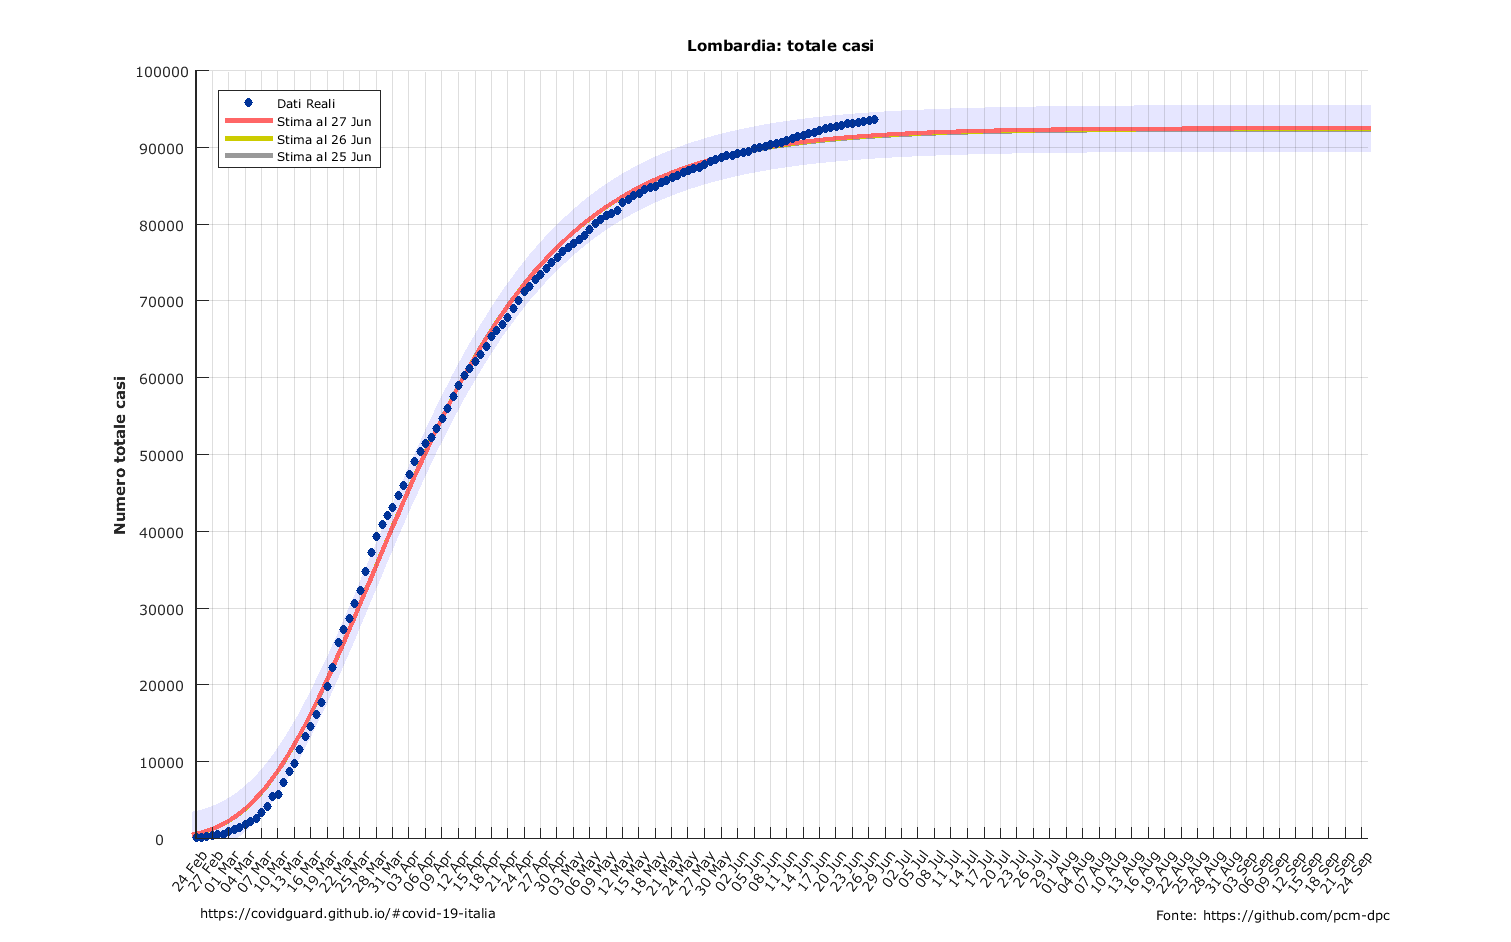 Lombardia: totale casi
100000
90000
80000
70000
60000
50000
40000
30000
20000
10000
0
Numero totale casi
Dati Reali
Stima al 27 Jun
Stima al 26 Jun
Stima al 25 Jun
24 Feb
27 Feb
01 Mar
04 Mar
07 Mar
10 Mar
13 Mar
16 Mar
19 Mar
22 Mar
25 Mar
28 Mar
31 Mar
03 Apr
06 Apr
09 Apr
12 Apr
15 Apr
18 Apr
21 Apr
24 Apr
27 Apr
30 Apr
03 May
06 May
09 May
12 May
15 May
18 May
21 May
24 May
27 May
30 May
02 Jun
05 Jun
08 Jun
11 Jun
14 Jun
17 Jun
20 Jun
23 Jun
26 Jun
29 Jun
02 Jul
05 Jul
08 Jul
11 Jul
14 Jul
17 Jul
20 Jul
23 Jul
26 Jul
29 Jul
01 Aug
04 Aug
07 Aug
10 Aug
13 Aug
16 Aug
19 Aug
22 Aug
25 Aug
28 Aug
31 Aug
03 Sep
06 Sep
09 Sep
12 Sep
15 Sep
18 Sep
21 Sep
24 Sep
https://covidguard.github.io/#covid-19-italia
Fonte: https://github.com/pcm-dpc